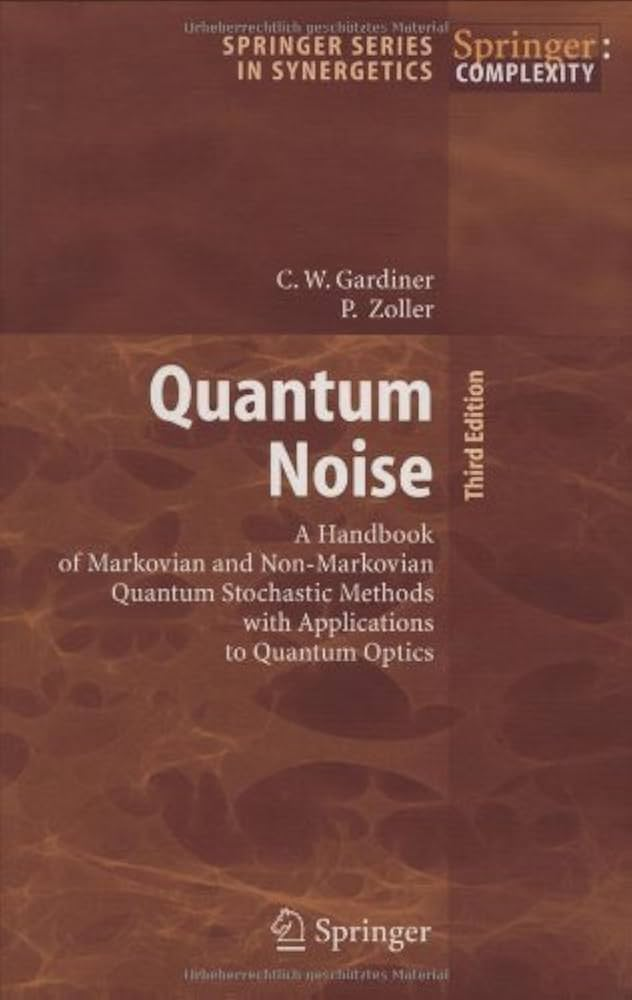 Urheberrechtlich geschütztes Material
SPRINGER SERIES
IN SYNERGETICS
Springer:
COMPLEXITY
C. W. Gardiner
P. Zoller
Quantum
Noise
Third Edition
A Handbook
of Markovian and Non-Markovian
Quantum Stochastic Methods
with Applications
to Quantum Optics
Springer
Urheberrechtlich geschütztes Material